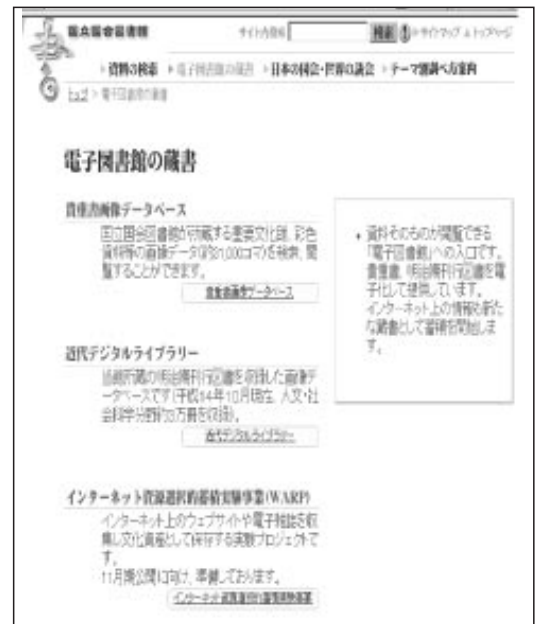 国立国会図書館 サイト内検索 検索 サイトマップ トップページ
資料の検索 電子図書館の蔵書 日本の国会・世界の議会 テーマ別調べ方案内
トップ > 電子図書館の蔵書
電子図書館の蔵書
貴重書画像データベース
国立国会図書館が所蔵する重要文化財、彩色
資料等の画像データ(約21,000コマ)を検索、閲
覧することができます。
貴重書画像データベース
近代デジタルライブラリー
当館所蔵の明治期刊行図書を収録した画像デ
ータベースです(平成14年10月現在、人文・社
会科学分野約3万冊を収録)。
近代デジタルライブラリー
インターネット資源選択的蓄積実験事業(WARP)
インターネット上のウェブサイトや電子雑誌を収
集し文化資産として保存する実験プロジェクトで
す。
11月期公開に向け、準備しております。
インターネット資源選択的蓄積実験事業
資料そのものが閲覧できる
「電子図書館」への入口です。
貴重書、明治期刊行図書を電
子化して提供しています。
インターネット上の情報も新た
な蔵書として蓄積を開始しま
す。